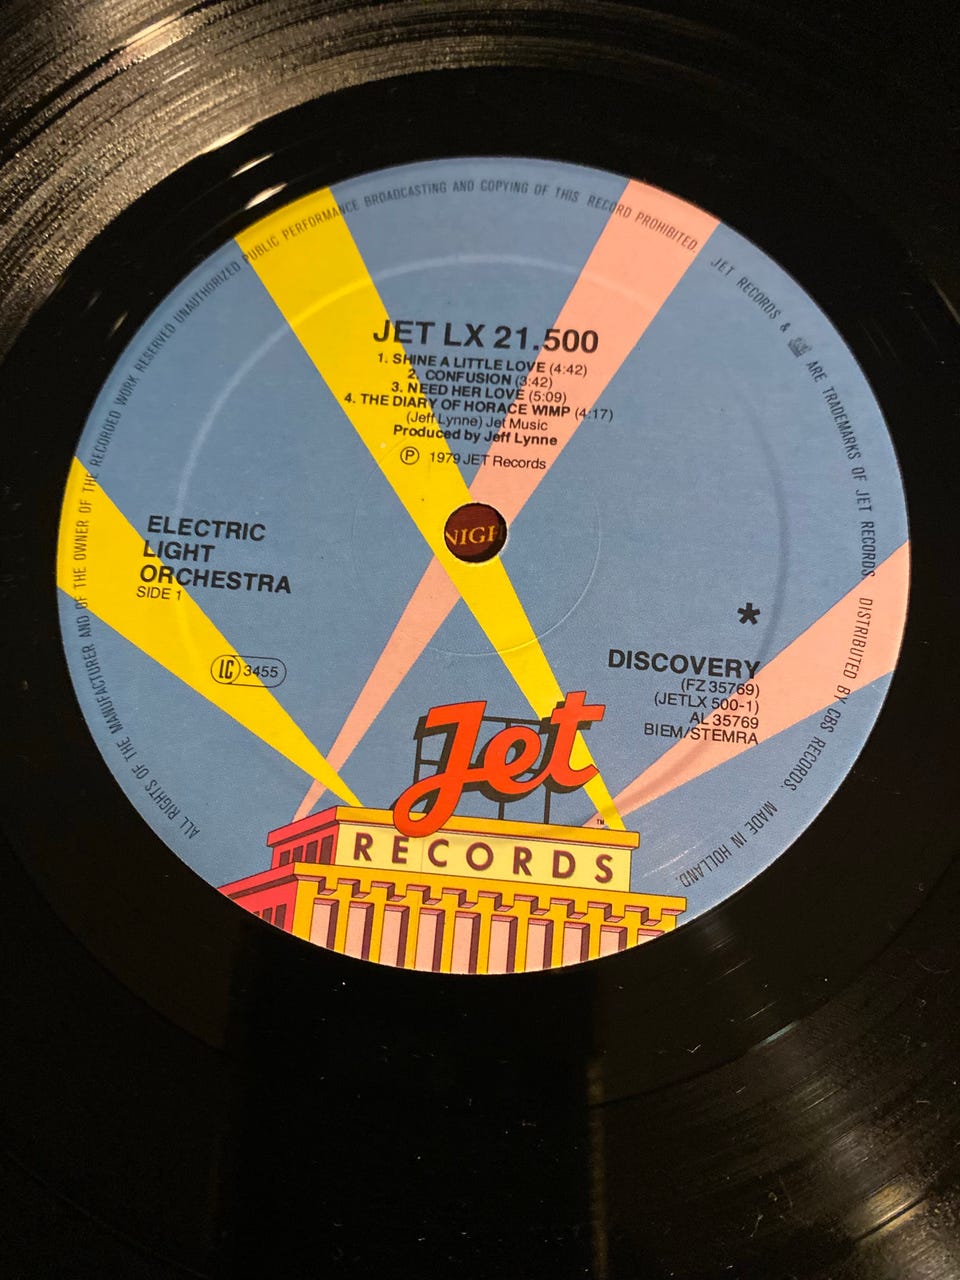 ALL RIGHTS OF THE MANUFACTURER AND OF THE OWNER OF THE RECORDED WORK RESERVED UNAUTHORIZED PUBLIC PERFORMANCE BROADCASTING AND COPYING OF THIS RECORD PROHIBITED.
JET RECORDS & ARE TRADEMARKS OF JET RECORDS. DISTRIBUTED BY CBS RECORDS. MADE IN HOLLAND.
JET LX 21.500
1. SHINE A LITTLE LOVE (4:42)
2. CONFUSION (3:42)
3. NEED HER LOVE (5:09)
4. THE DIARY OF HORACE WIMP (4:17)
(Jeff Lynne) Jet Music
Produced by Jeff Lynne
Ⓟ 1979 JET Records
NIGH
ELECTRIC
LIGHT
ORCHESTRA
SIDE 1
LC 3455
*
DISCOVERY
(FZ 35769)
(JETLX 500-1)
AL 35769
BIEM/STEMRA
Jet
TM
RECORDS